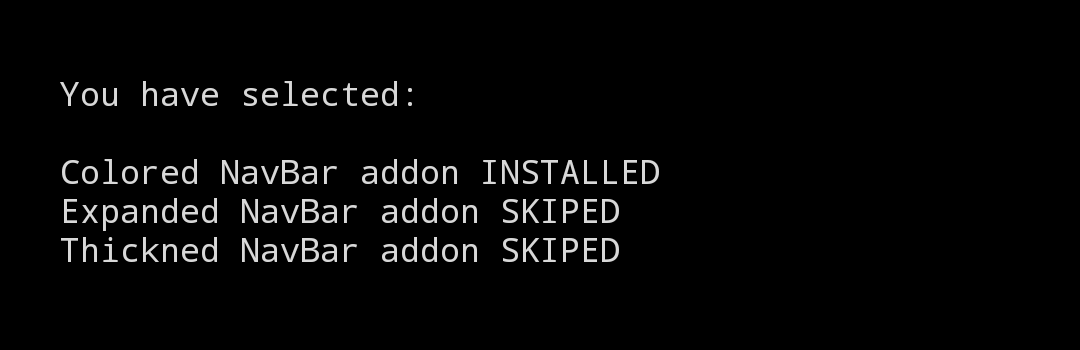 You have selected:
Colored NavBar addon INSTALLED
Expanded NavBar addon SKIPED
Thickned NavBar addon SKIPED